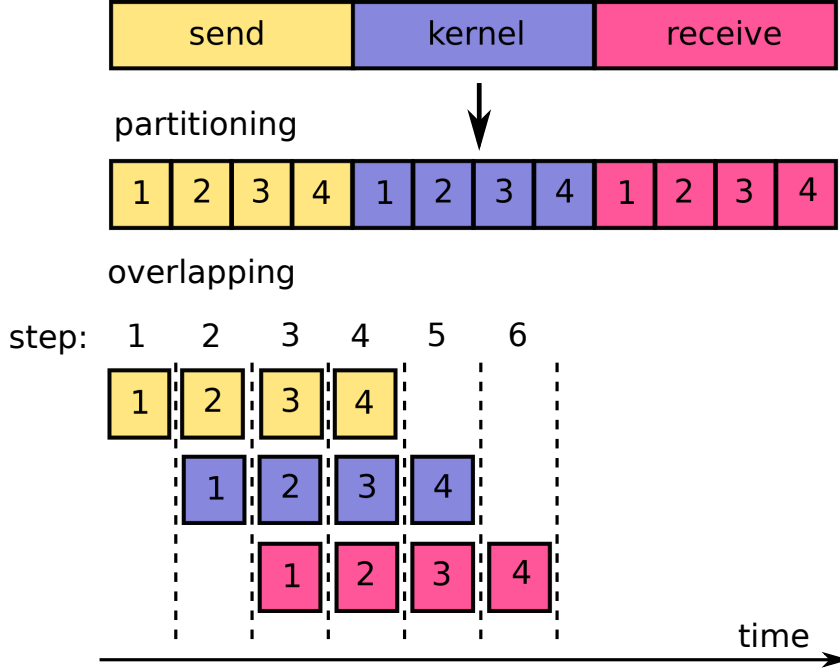 send kernel receive
partitioning
1 2 3 4 1 2 3 4 1 2 3 4
overlapping
step: 1 2 3 4 5 6
1 2 3 4
1 2 3 4
1 2 3 4
time